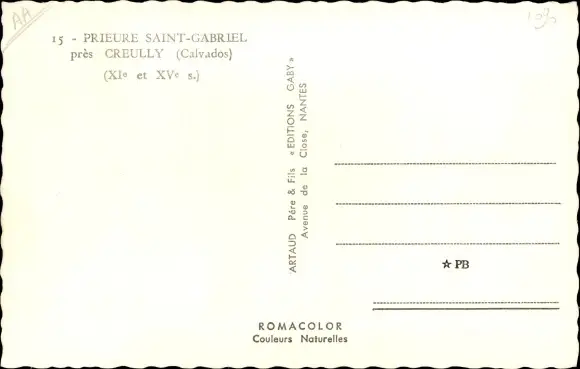 AA
15 - PRIEURE SAINT-GABRIEL
près CREULLY (Calvados)
(XIe et XVe s.)
ARTAUD Père & Fils « EDITIONS GABY »
Avenue de la Close, NANTES
☆ PB
ROMACOLOR
Couleurs Naturelles